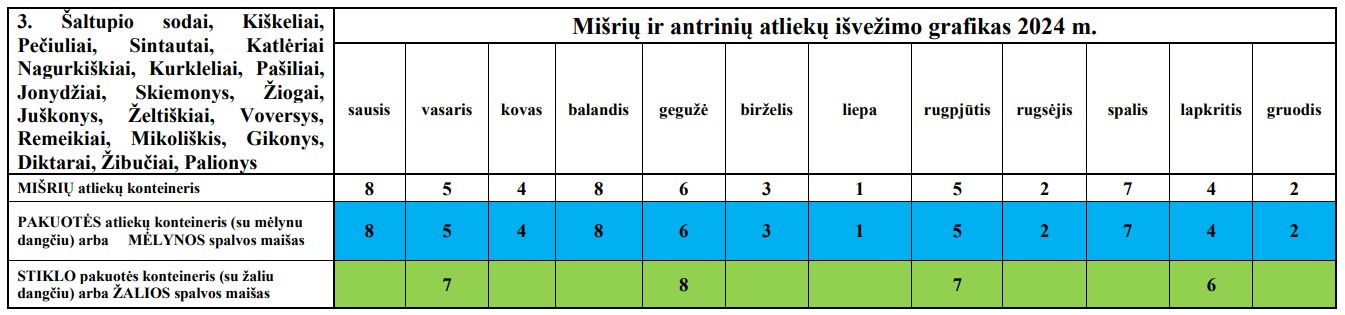 3. Šaltupio sodai, Kiškeliai,
Pečiuliai, Sintautai, Katlėriai
Nagurkiškiai, Kurkleliai, Pašiliai,
Jonydžiai, Skiemonys, Žiogai,
Juškonys, Želtiškiai, Voversys,
Remeikiai, Mikoliškis, Gikonys,
Diktarai, Žibučiai, Palionys
Mišrių ir antrinių atliekų išvežimo grafikas 2024 m.
sausis vasaris kovas balandis gegužė birželis liepa rugpjūtis rugsėjis spalis lapkritis gruodis
MIŠRIŲ atliekų konteineris 8 5 4 8 6 3 1 5 2 7 4 2
PAKUOTĖS atliekų konteineris (su mėlynu
dangčiu) arba MĖLYNOS spalvos maišas 8 5 4 8 6 3 1 5 2 7 4 2
STIKLO pakuotės konteineris (su žaliu
dangčiu) arba ŽALIOS spalvos maišas 7 8 7 6